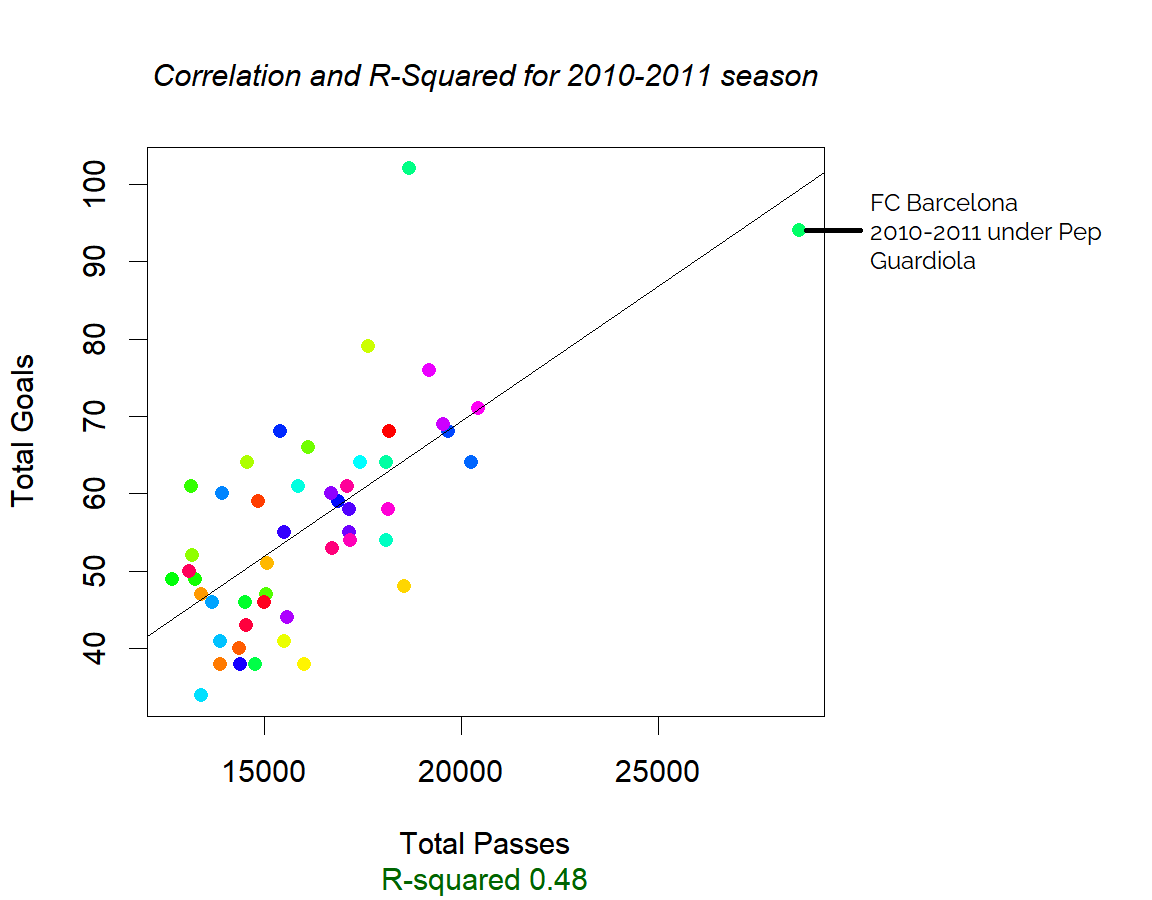 Correlation and R-Squared for 2010-2011 season
100
90
80
70
60
50
40
Total Goals
FC Barcelona
2010-2011 under Pep
Guardiola
15000
20000
25000
Total Passes
R-squared 0.48